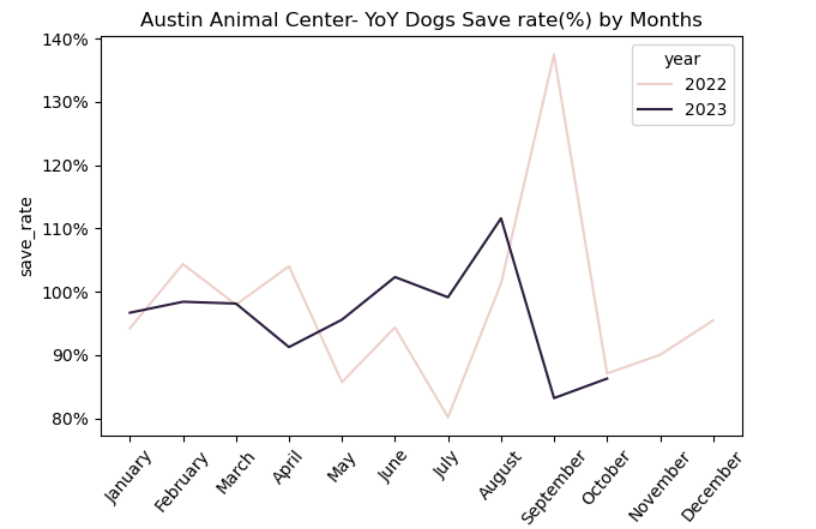 Austin Animal Center- YoY Dogs Save rate(%) by Months
140%
130%
120%
110%
100%
90%
80%
save_rate
year
2022
2023
January
February
March
April
May
June
July
August
September
October
November
December